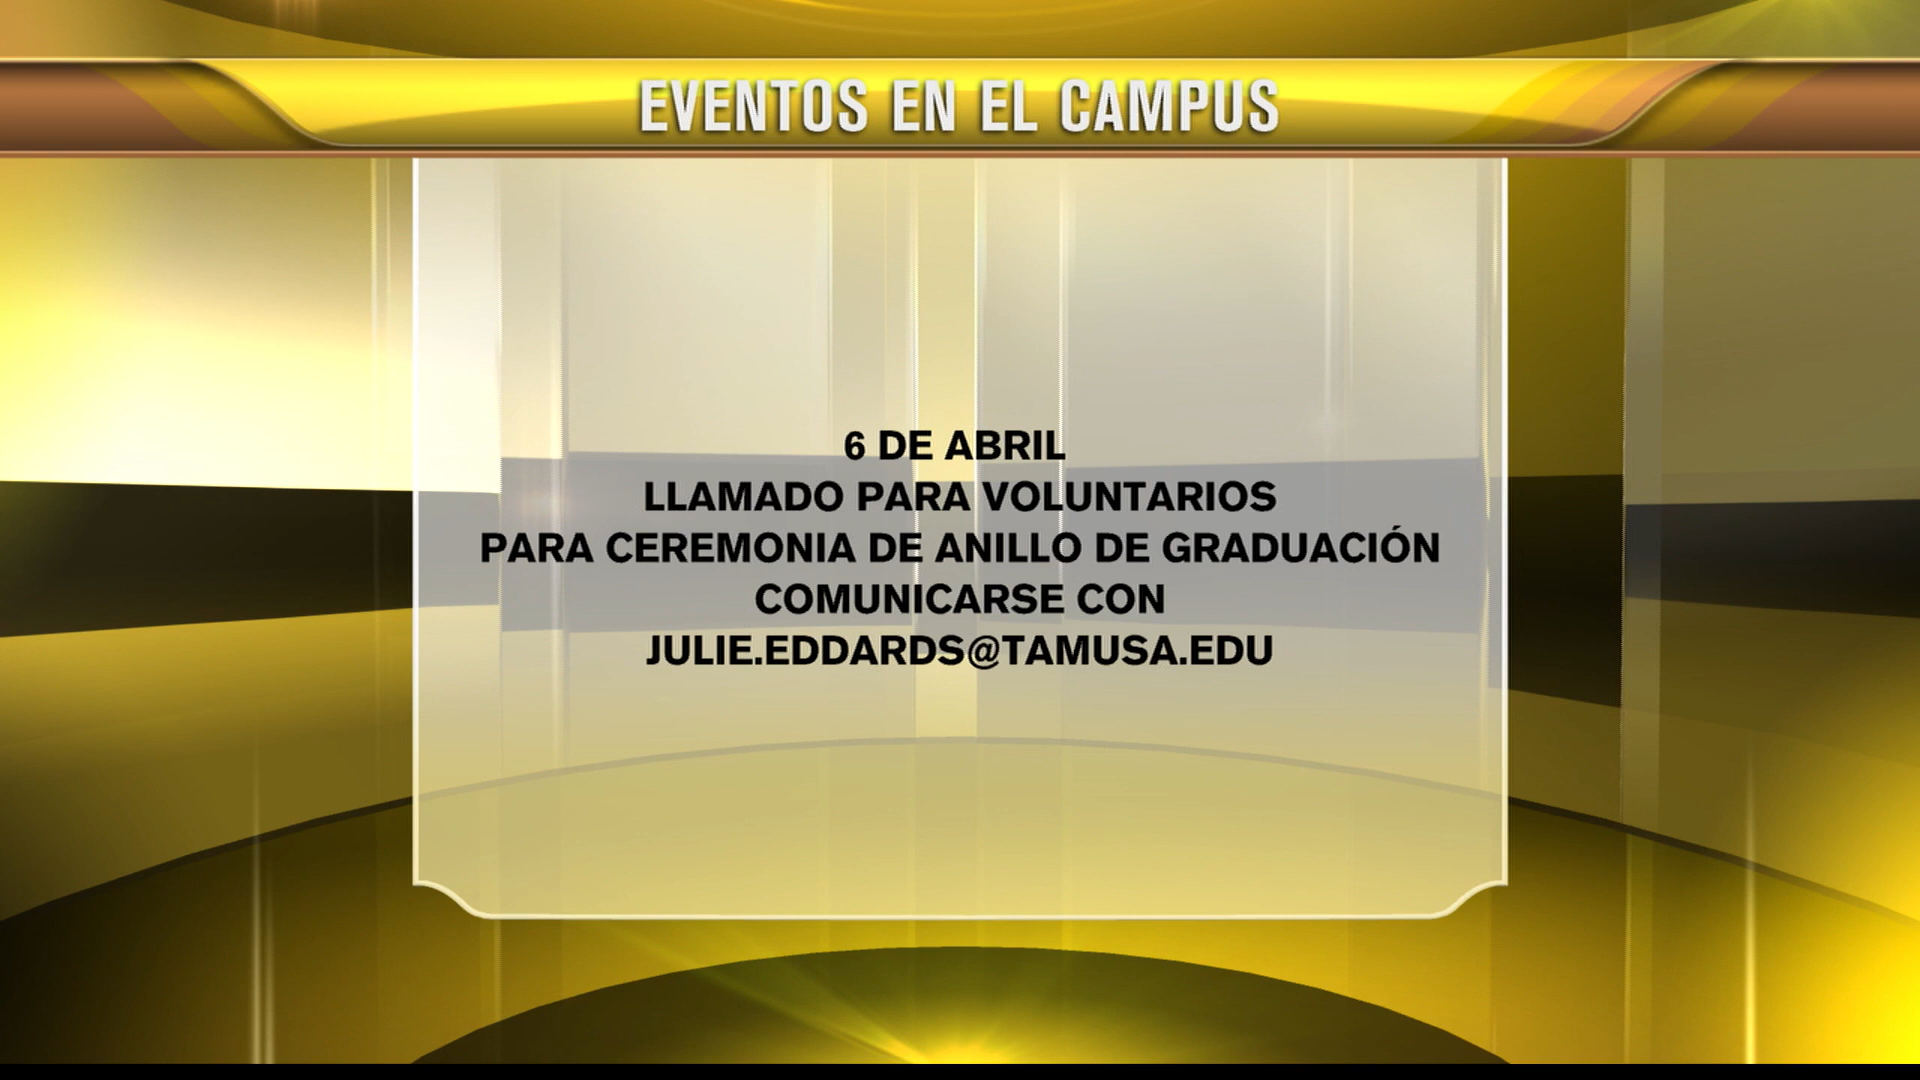 EVENTOS EN EL CAMPUS
6 DE ABRIL
LLAMADO PARA VOLUNTARIOS
PARA CEREMONIA DE ANILLO DE GRADUACIÓN
COMUNICARSE CON
JULIE.EDDARDS@TAMUSA.EDU